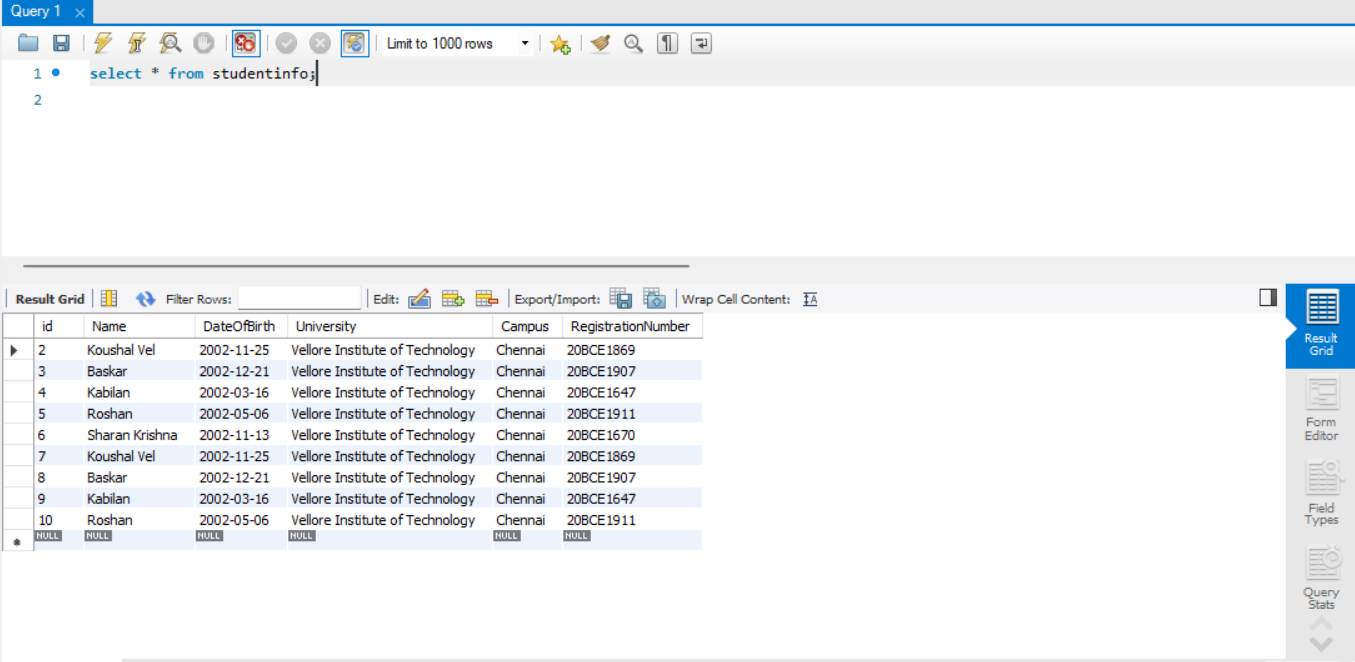 Query 1
Limit to 1000 rows
1 select * from studentinfo;
2
Result Grid Filter Rows: Edit: Export/Import: Wrap Cell Content:
id Name DateOfBirth University Campus RegistrationNumber
2 Koushal Vel 2002-11-25 Vellore Institute of Technology Chennai 20BCE1869
3 Baskar 2002-12-21 Vellore Institute of Technology Chennai 20BCE1907
4 Kabilan 2002-03-16 Vellore Institute of Technology Chennai 20BCE1647
5 Roshan 2002-05-06 Vellore Institute of Technology Chennai 20BCE1911
6 Sharan Krishna 2002-11-13 Vellore Institute of Technology Chennai 20BCE1670
7 Koushal Vel 2002-11-25 Vellore Institute of Technology Chennai 20BCE1869
8 Baskar 2002-12-21 Vellore Institute of Technology Chennai 20BCE1907
9 Kabilan 2002-03-16 Vellore Institute of Technology Chennai 20BCE1647
10 Roshan 2002-05-06 Vellore Institute of Technology Chennai 20BCE1911
NULL NULL NULL NULL NULL NULL
Result
Grid
Form
Editor
Field
Types
Query
Stats